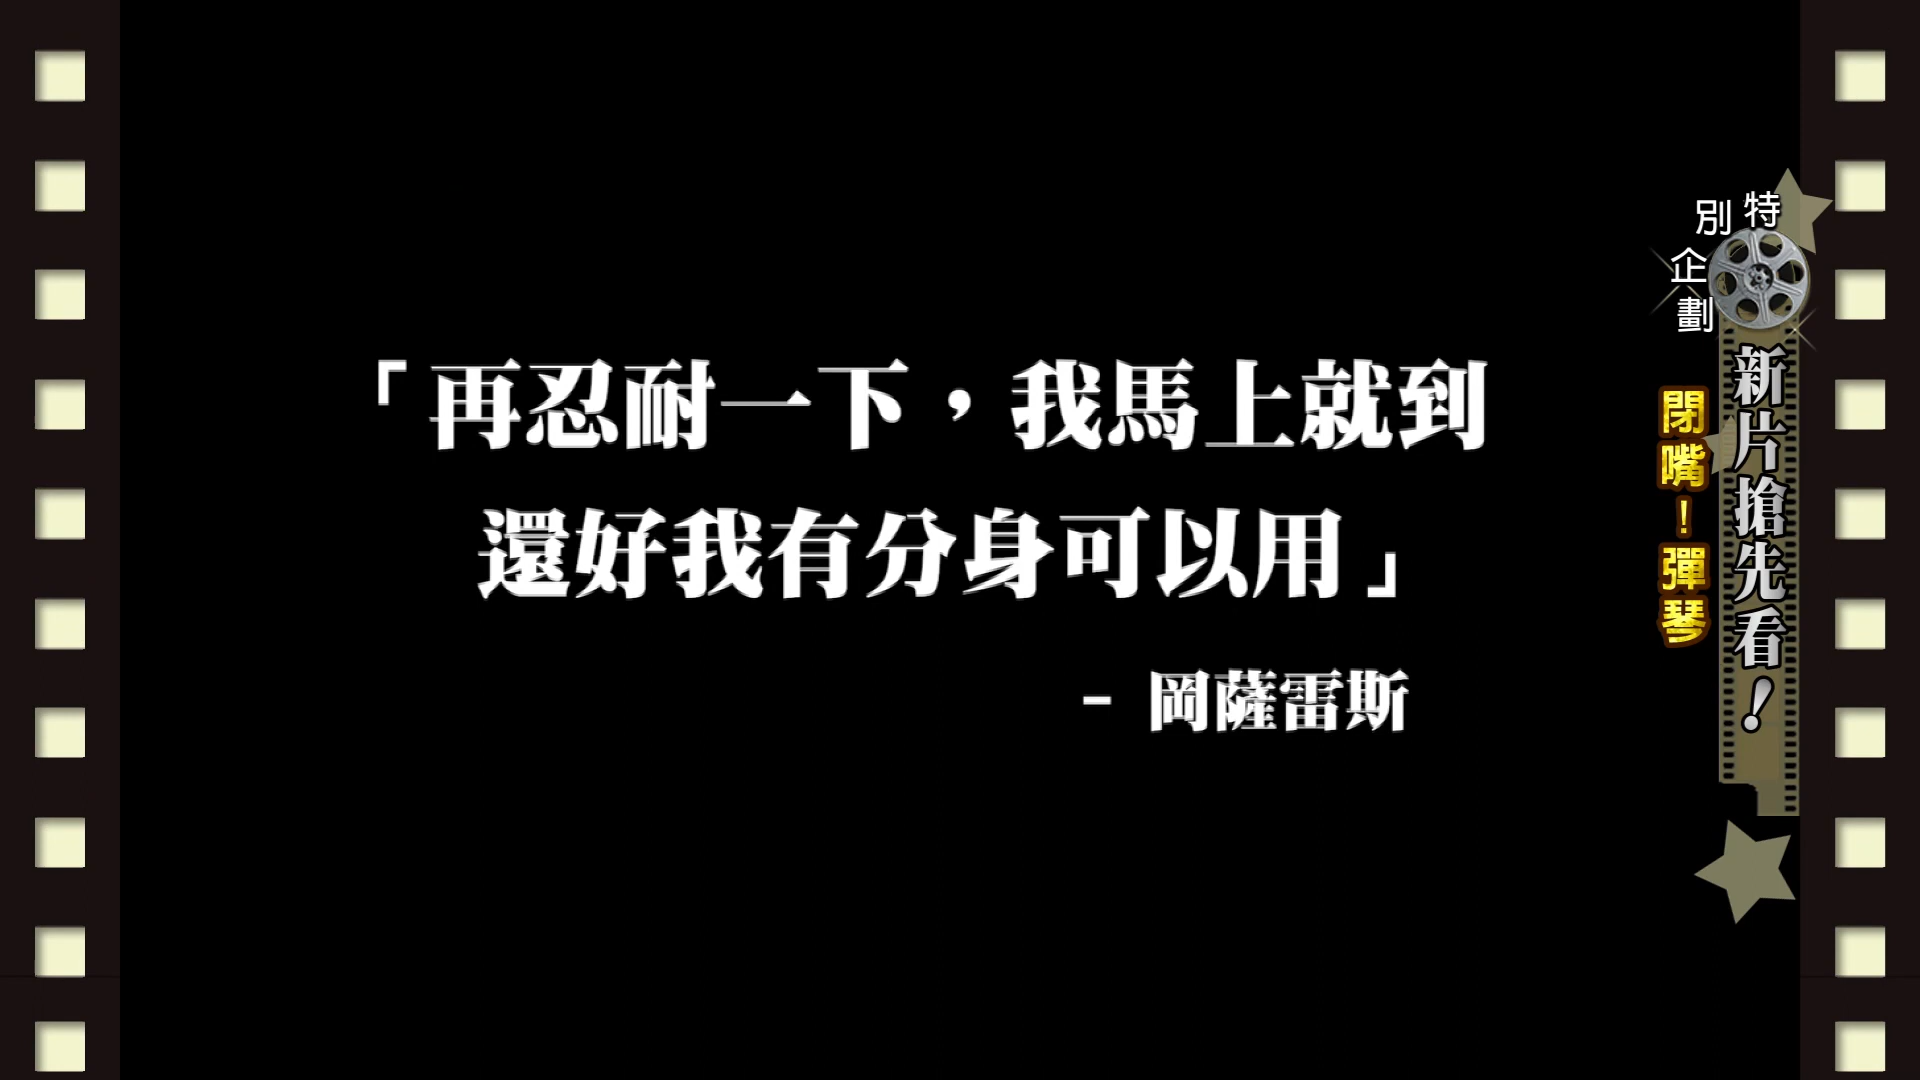 「再忍耐一下，我馬上就到
還好我有分身可以用」
- 岡薩雷斯
特別企劃
新片搶先看！
閉嘴！彈琴